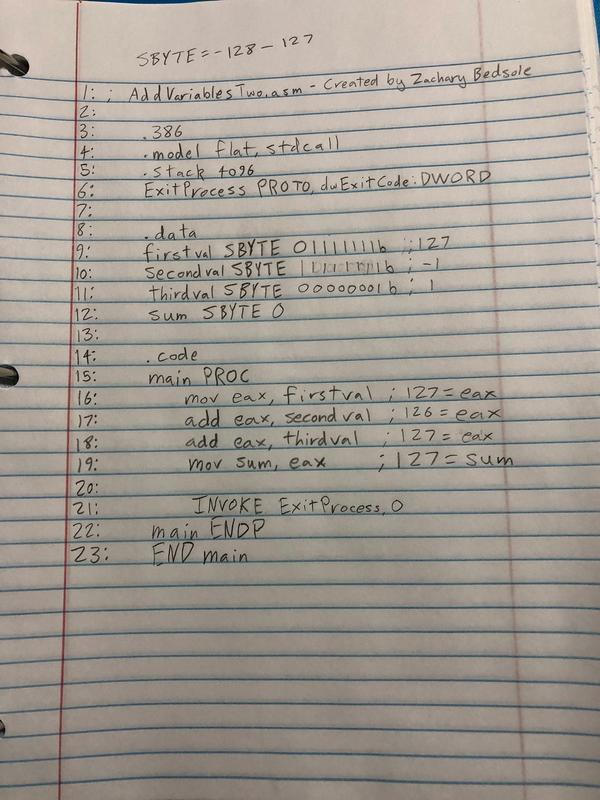 SBYTE = -128 - 127
1: ; AddVariablesTwo.asm - Created by Zachary Bedsole
2:
3: .386
4: .model flat, stdcall
5: .stack 4096
6: ExitProcess PROTO, dwExitCode:DWORD
7:
8: .data
9: firstval SBYTE 01111111b ; 127
10: secondval SBYTE 11111111b ; -1
11: thirdval SBYTE 00000001b ; 1
12: sum SBYTE 0
13:
14: .code
15: main PROC
16: mov eax, firstval ; 127 = eax
17: add eax, secondval ; 126 = eax
18: add eax, thirdval ; 127 = eax
19: mov sum, eax ; 127 = sum
20:
21: INVOKE ExitProcess, 0
22: main ENDP
23: END main